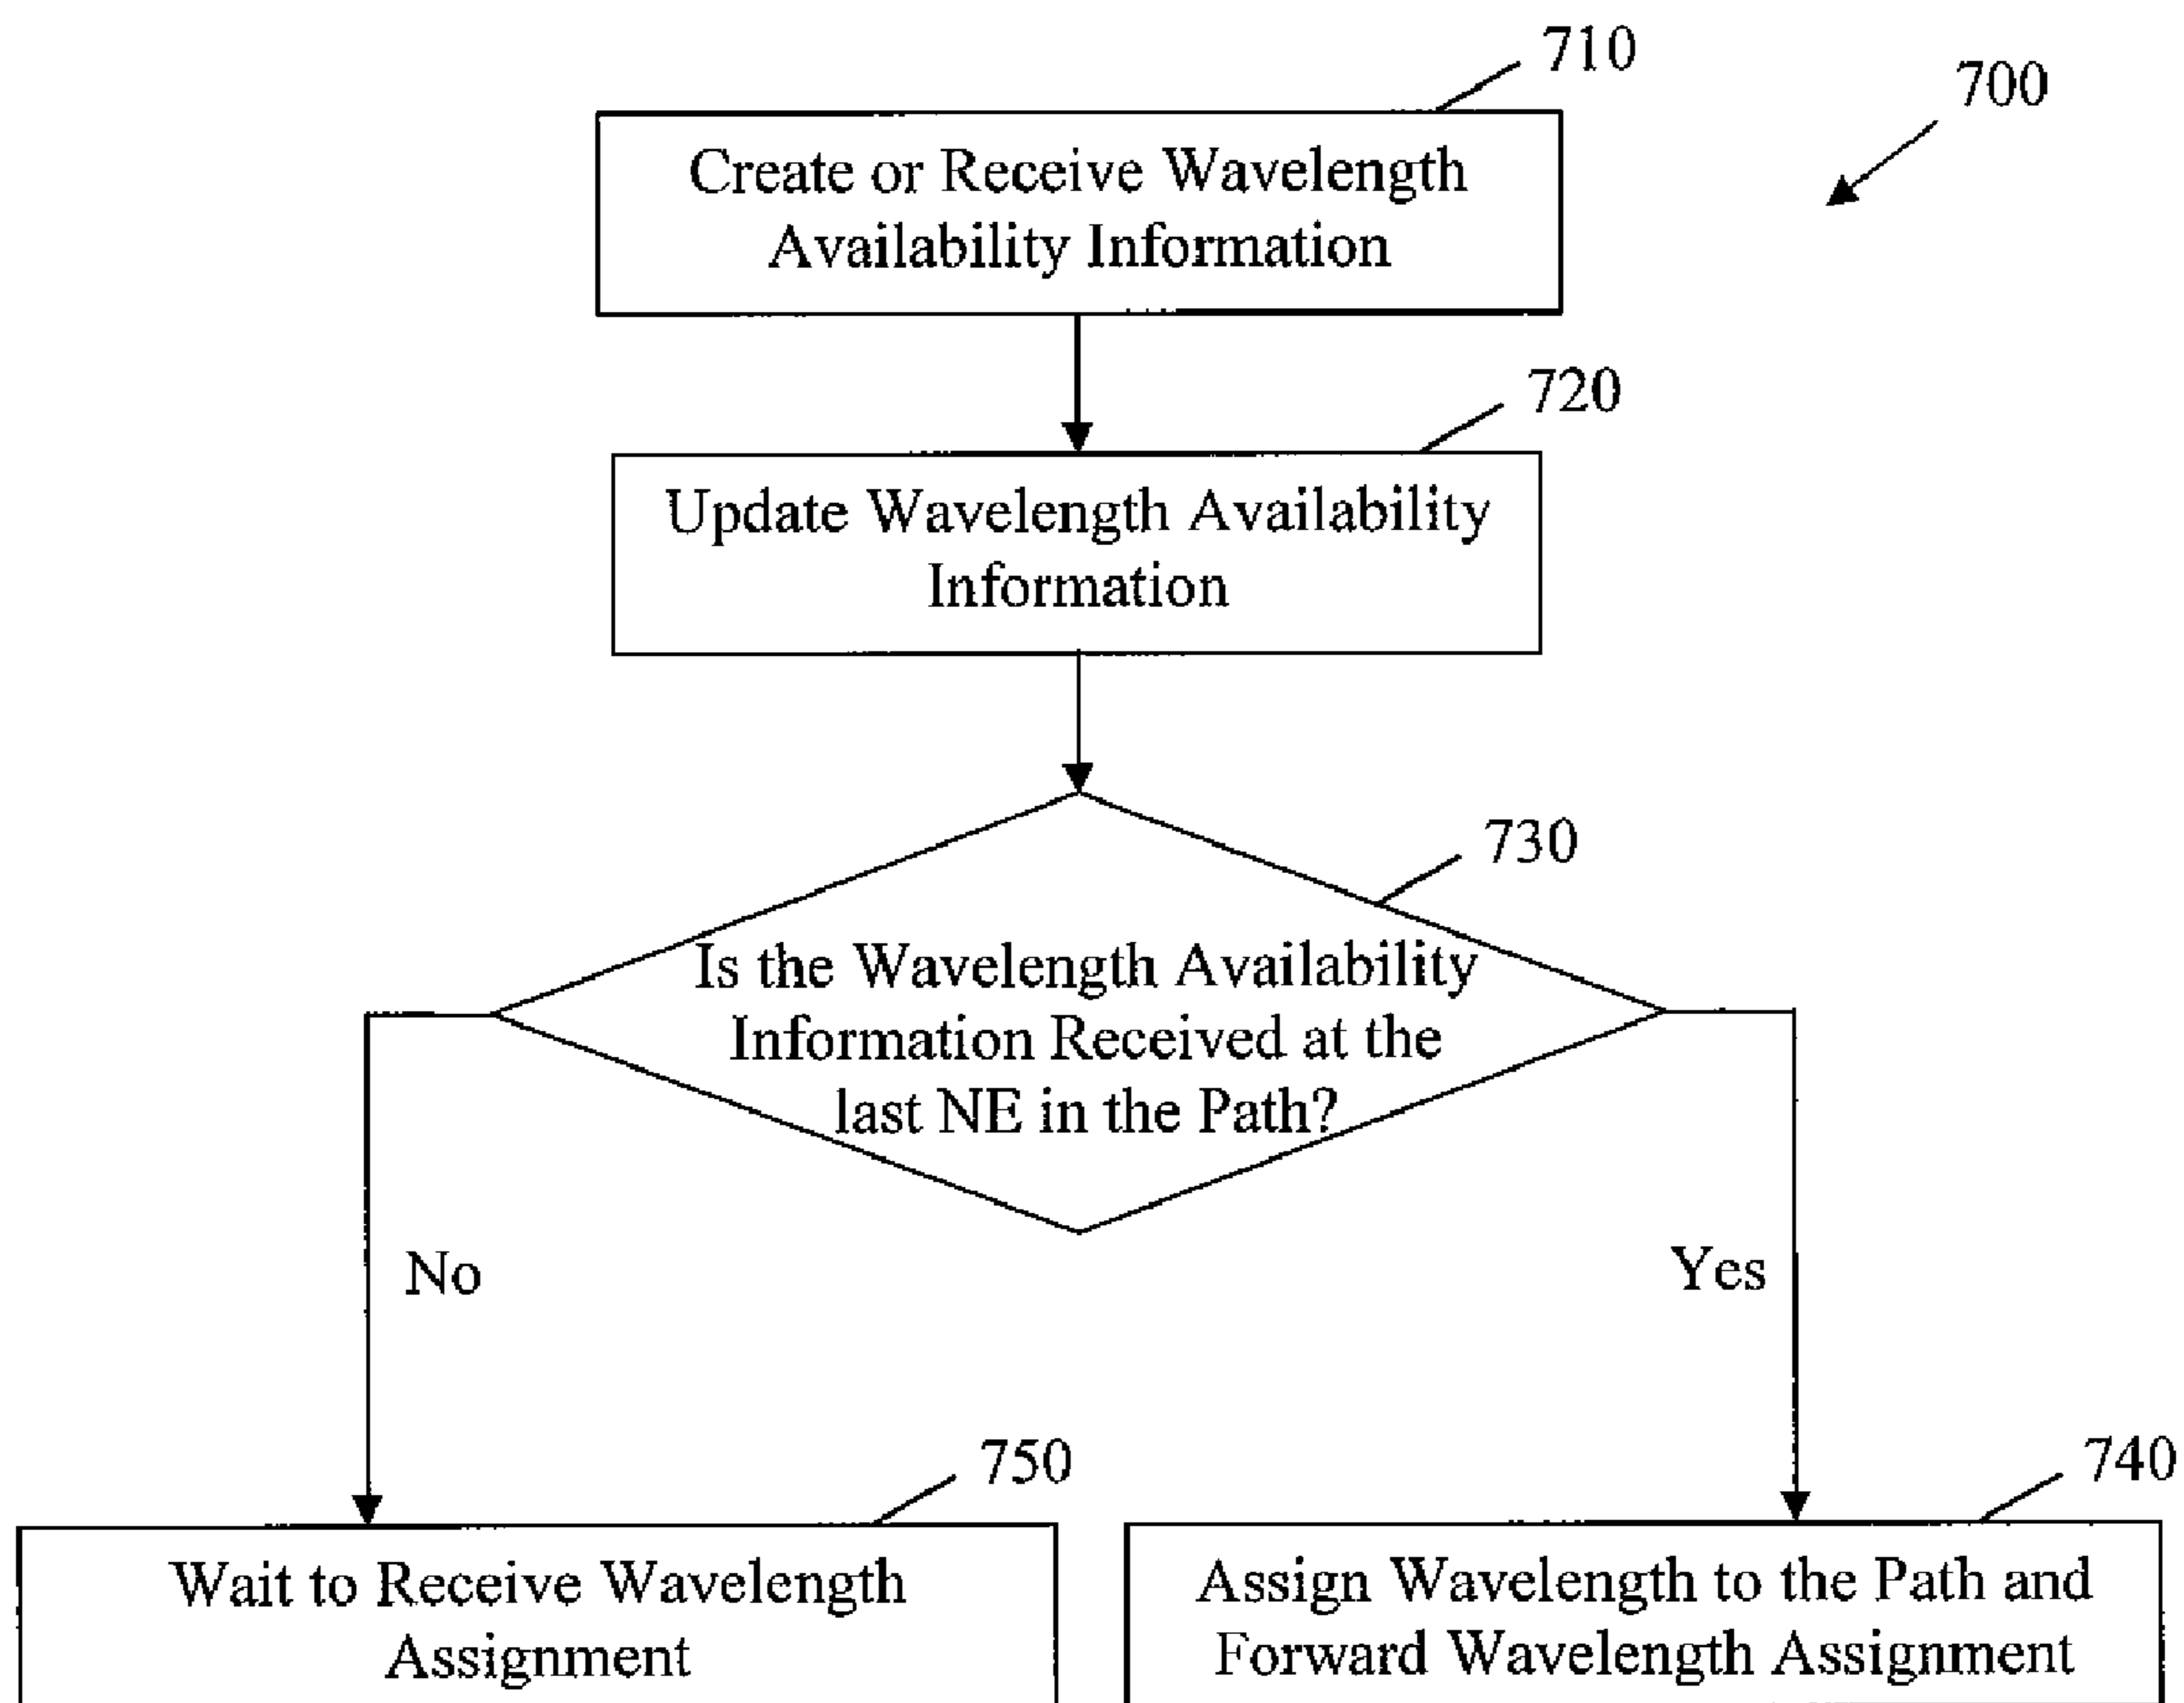 710
700
Create or Receive Wavelength
Availability Information
720
Update Wavelength Availability
Information
730
Is the Wavelength Availability
Information Received at the
last NE in the Path?
No
Yes
750
740
Wait to Receive Wavelength
Assignment
Assign Wavelength to the Path and
Forward Wavelength Assignment